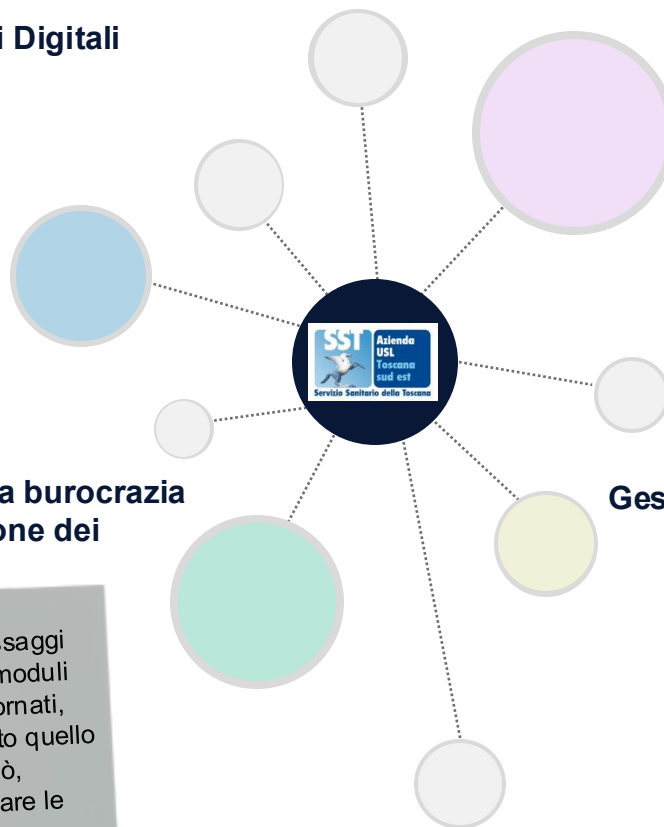 i Digitali
SST
Azienda
USL
Toscana
sud est
Servizio Sanitario della Toscana
a burocrazia
one dei
Ges
ssaggi
moduli
ornati,
to quello
ò,
are le